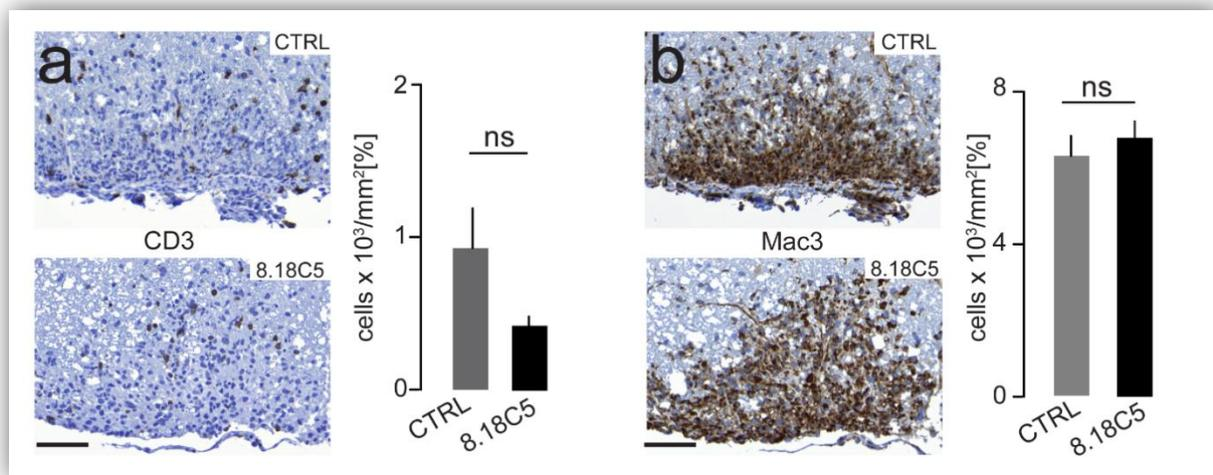 a
CTRL
CD3
8.18C5
2
1
0
cells x 10³/mm²[%]
ns
CTRL
8.18C5
b
CTRL
Mac3
8.18C5
8
4
0
cells x 10³/mm²[%]
ns
CTRL
8.18C5